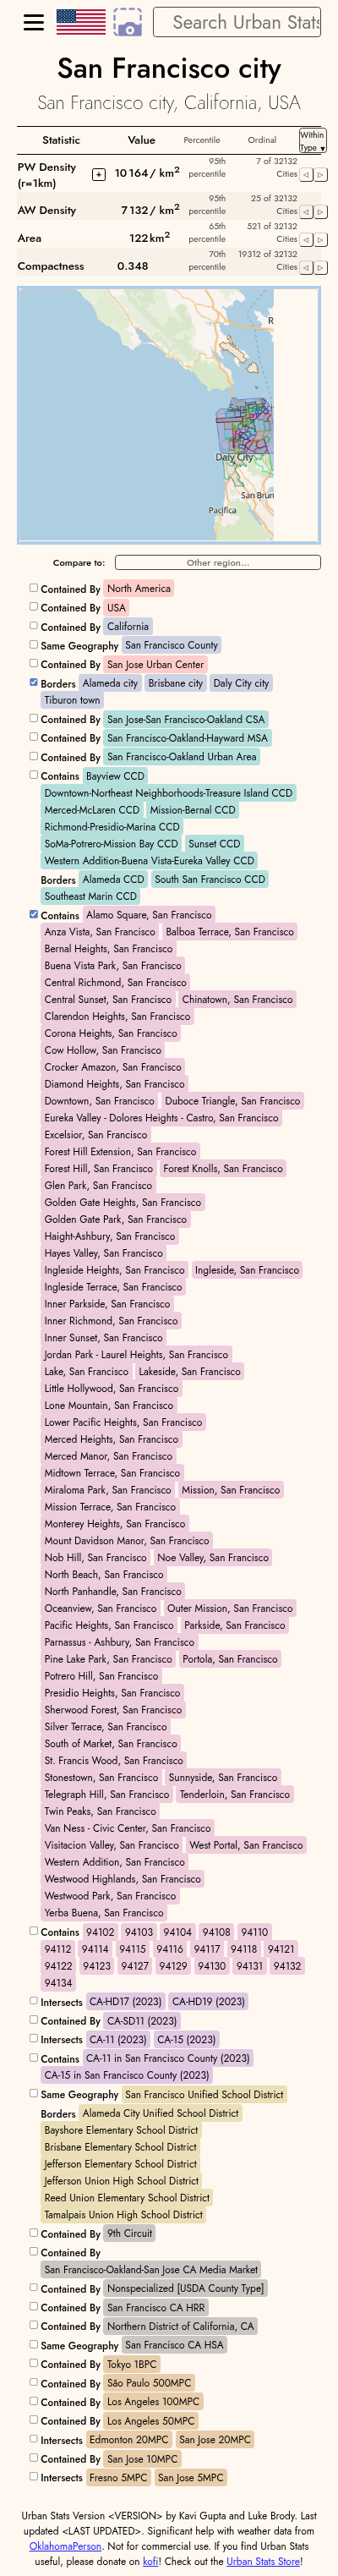 Search Urban Stats
San Francisco city
San Francisco city, California, USA
Statistic Value Percentile Ordinal Within Type ▼
PW Density (r=1km) + 10 164 / km2 95th percentile 7 of 32132 Cities
AW Density 7 132 / km2 95th percentile 25 of 32132 Cities
Area 122 km2 65th percentile 521 of 32132 Cities
Compactness 0.348 70th percentile 19312 of 32132 Cities
Daly City
San Brun
Pacifica
Compare to: Other region...
Contained By North America
Contained By USA
Contained By California
Same Geography San Francisco County
Contained By San Jose Urban Center
Borders Alameda city Brisbane city Daly City city
Tiburon town
Contained By San Jose-San Francisco-Oakland CSA
Contained By San Francisco-Oakland-Hayward MSA
Contained By San Francisco-Oakland Urban Area
Contains Bayview CCD
Downtown-Northeast Neighborhoods-Treasure Island CCD
Merced-McLaren CCD Mission-Bernal CCD
Richmond-Presidio-Marina CCD
SoMa-Potrero-Mission Bay CCD Sunset CCD
Western Addition-Buena Vista-Eureka Valley CCD
Borders Alameda CCD South San Francisco CCD
Southeast Marin CCD
Contains Alamo Square, San Francisco
Anza Vista, San Francisco Balboa Terrace, San Francisco
Bernal Heights, San Francisco
Buena Vista Park, San Francisco
Central Richmond, San Francisco
Central Sunset, San Francisco Chinatown, San Francisco
Clarendon Heights, San Francisco
Corona Heights, San Francisco
Cow Hollow, San Francisco
Crocker Amazon, San Francisco
Diamond Heights, San Francisco
Downtown, San Francisco Duboce Triangle, San Francisco
Eureka Valley - Dolores Heights - Castro, San Francisco
Excelsior, San Francisco
Forest Hill Extension, San Francisco
Forest Hill, San Francisco Forest Knolls, San Francisco
Glen Park, San Francisco
Golden Gate Heights, San Francisco
Golden Gate Park, San Francisco
Haight-Ashbury, San Francisco
Hayes Valley, San Francisco
Ingleside Heights, San Francisco Ingleside, San Francisco
Ingleside Terrace, San Francisco
Inner Parkside, San Francisco
Inner Richmond, San Francisco
Inner Sunset, San Francisco
Jordan Park - Laurel Heights, San Francisco
Lake, San Francisco Lakeside, San Francisco
Little Hollywood, San Francisco
Lone Mountain, San Francisco
Lower Pacific Heights, San Francisco
Merced Heights, San Francisco
Merced Manor, San Francisco
Midtown Terrace, San Francisco
Miraloma Park, San Francisco Mission, San Francisco
Mission Terrace, San Francisco
Monterey Heights, San Francisco
Mount Davidson Manor, San Francisco
Nob Hill, San Francisco Noe Valley, San Francisco
North Beach, San Francisco
North Panhandle, San Francisco
Oceanview, San Francisco Outer Mission, San Francisco
Pacific Heights, San Francisco Parkside, San Francisco
Parnassus - Ashbury, San Francisco
Pine Lake Park, San Francisco Portola, San Francisco
Potrero Hill, San Francisco
Presidio Heights, San Francisco
Sherwood Forest, San Francisco
Silver Terrace, San Francisco
South of Market, San Francisco
St. Francis Wood, San Francisco
Stonestown, San Francisco Sunnyside, San Francisco
Telegraph Hill, San Francisco Tenderloin, San Francisco
Twin Peaks, San Francisco
Van Ness - Civic Center, San Francisco
Visitacion Valley, San Francisco West Portal, San Francisco
Western Addition, San Francisco
Westwood Highlands, San Francisco
Westwood Park, San Francisco
Yerba Buena, San Francisco
Contains 94102 94103 94104 94108 94110
94112 94114 94115 94116 94117 94118 94121
94122 94123 94127 94129 94130 94131 94132
94134
Intersects CA-HD17 (2023) CA-HD19 (2023)
Contained By CA-SD11 (2023)
Intersects CA-11 (2023) CA-15 (2023)
Contains CA-11 in San Francisco County (2023)
CA-15 in San Francisco County (2023)
Same Geography San Francisco Unified School District
Borders Alameda City Unified School District
Bayshore Elementary School District
Brisbane Elementary School District
Jefferson Elementary School District
Jefferson Union High School District
Reed Union Elementary School District
Tamalpais Union High School District
Contained By 9th Circuit
Contained By
San Francisco-Oakland-San Jose CA Media Market
Contained By Nonspecialized [USDA County Type]
Contained By San Francisco CA HRR
Contained By Northern District of California, CA
Same Geography San Francisco CA HSA
Contained By Tokyo 1BPC
Contained By São Paulo 500MPC
Contained By Los Angeles 100MPC
Contained By Los Angeles 50MPC
Intersects Edmonton 20MPC San Jose 20MPC
Contained By San Jose 10MPC
Intersects Fresno 5MPC San Jose 5MPC
Urban Stats Version <VERSION> by Kavi Gupta and Luke Brody. Last
updated <LAST UPDATED>. Significant help with weather data from
OklahomaPerson. Not for commercial use. If you find Urban Stats
useful, please donate on kofi! Check out the Urban Stats Store!